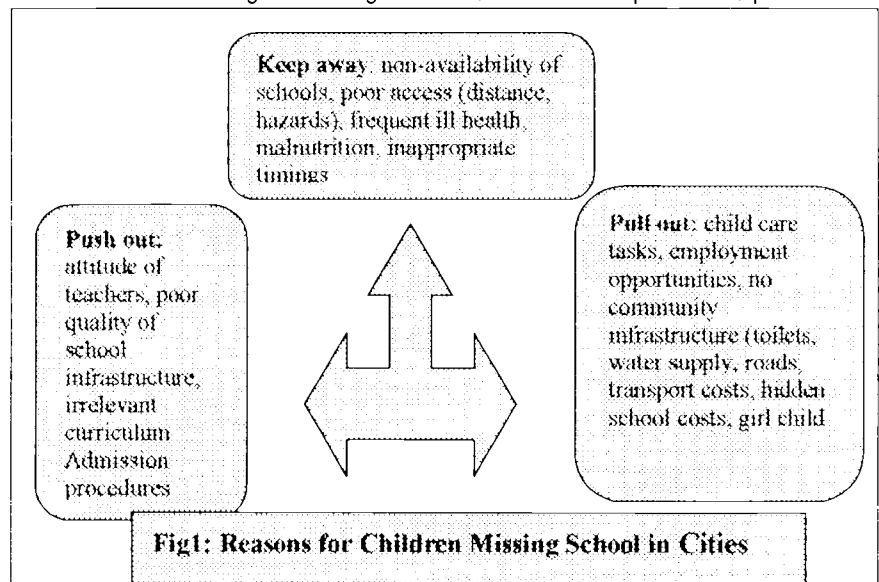 Keep away: non-availability of
schools, poor access (distance,
hazards), frequent ill health,
malnutrition, inappropriate
timings
Push out:
attitude of
teachers, poor
quality of
school
infrastructure,
irrelevant
curriculum
Admission
procedures
Pull out: child care
tasks, employment
opportunities, no
community
infrastructure (toilets,
water supply, roads,
transport costs, hidden
school costs, girl child
Fig1: Reasons for Children Missing School in Cities